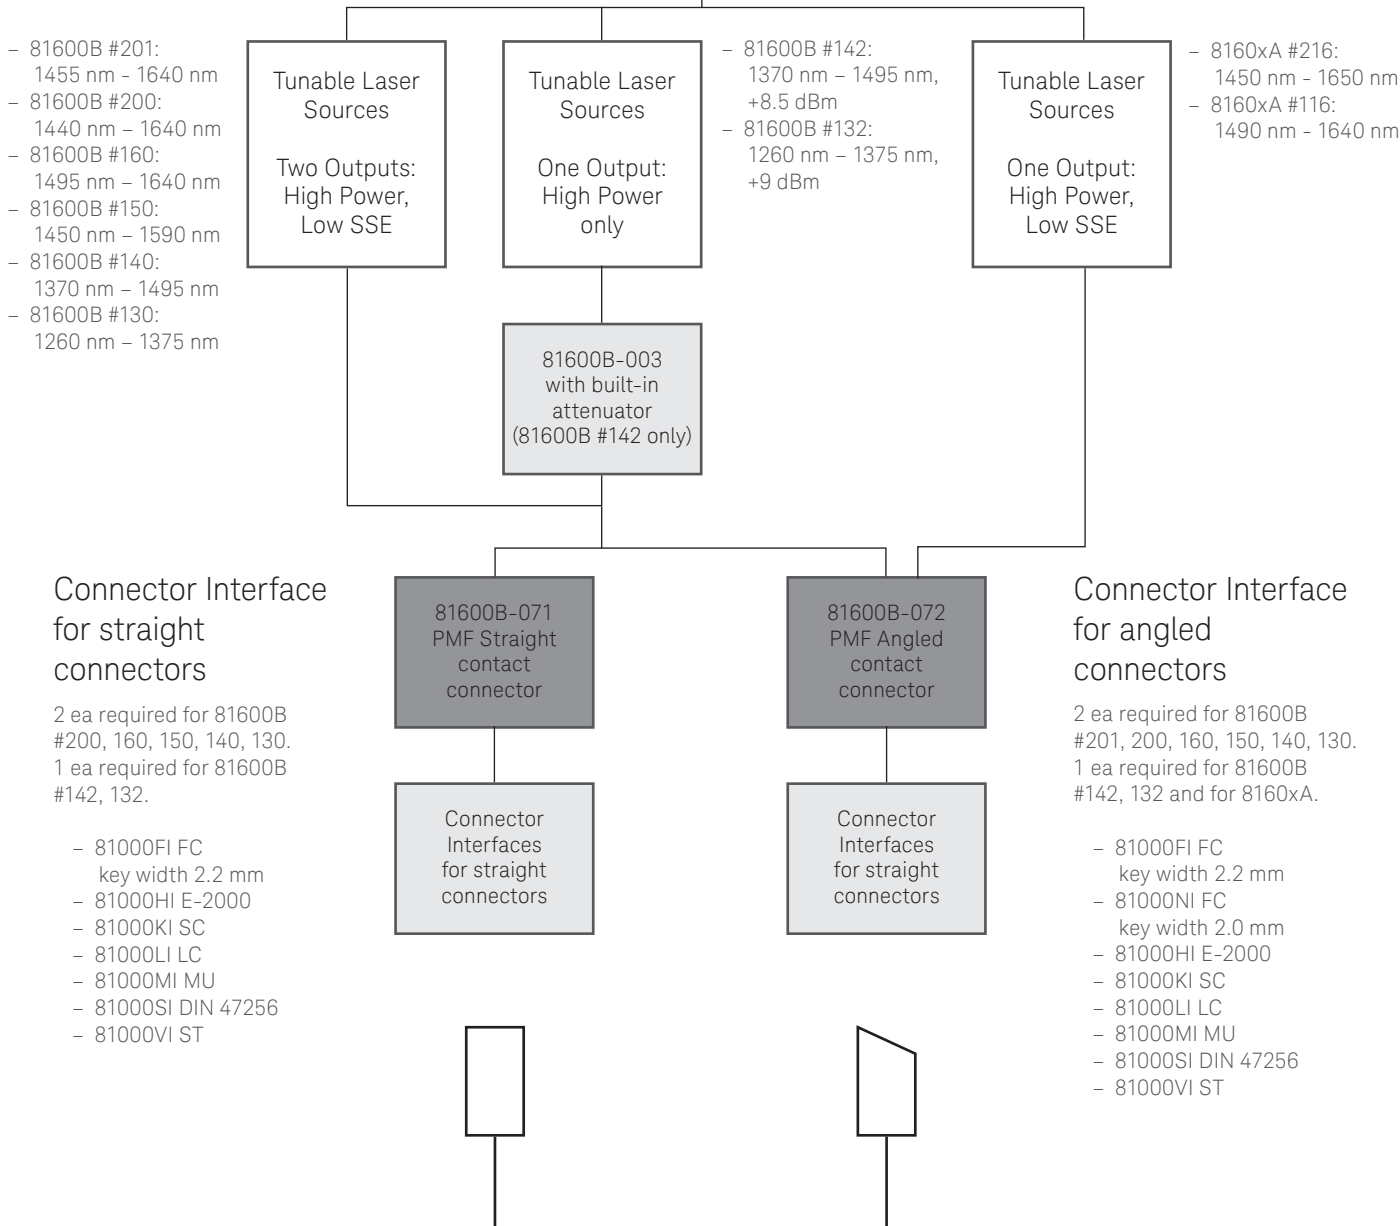 – 81600B #201:
1455 nm - 1640 nm
– 81600B #200:
1440 nm – 1640 nm
– 81600B #160:
1495 nm – 1640 nm
– 81600B #150:
1450 nm – 1590 nm
– 81600B #140:
1370 nm – 1495 nm
– 81600B #130:
1260 nm – 1375 nm
Tunable Laser
Sources
Two Outputs:
High Power,
Low SSE
Tunable Laser
Sources
One Output:
High Power
only
– 81600B #142:
1370 nm – 1495 nm,
+8.5 dBm
– 81600B #132:
1260 nm – 1375 nm,
+9 dBm
Tunable Laser
Sources
One Output:
High Power,
Low SSE
– 8160xA #216:
1450 nm - 1650 nm
– 8160xA #116:
1490 nm - 1640 nm
81600B-003
with built-in
attenuator
(81600B #142 only)
Connector Interface
for straight
connectors
2 ea required for 81600B
#200, 160, 150, 140, 130.
1 ea required for 81600B
#142, 132.
– 81000FI FC
key width 2.2 mm
– 81000HI E-2000
– 81000KI SC
– 81000LI LC
– 81000MI MU
– 81000SI DIN 47256
– 81000VI ST
81600B-071
PMF Straight
contact
connector
Connector
Interfaces
for straight
connectors
81600B-072
PMF Angled
contact
connector
Connector
Interfaces
for straight
connectors
Connector Interface
for angled
connectors
2 ea required for 81600B
#201, 200, 160, 150, 140, 130.
1 ea required for 81600B
#142, 132 and for 8160xA.
– 81000FI FC
key width 2.2 mm
– 81000NI FC
key width 2.0 mm
– 81000HI E-2000
– 81000KI SC
– 81000LI LC
– 81000MI MU
– 81000SI DIN 47256
– 81000VI ST